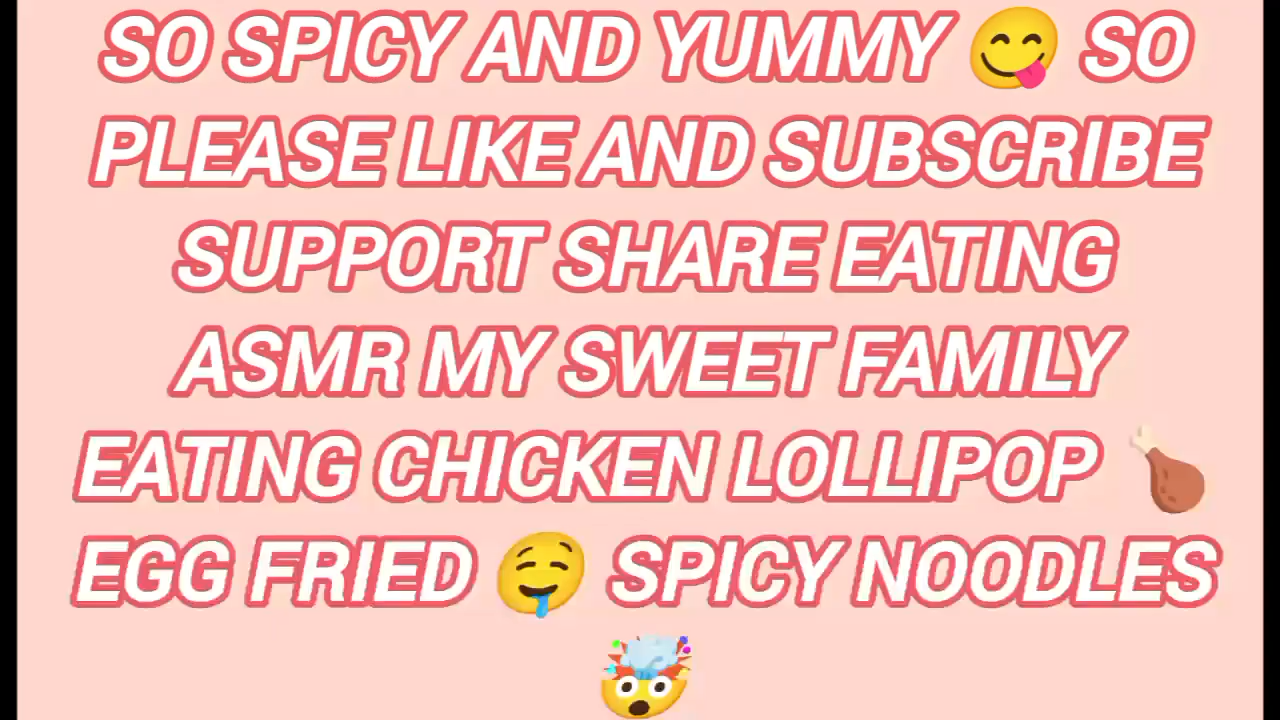 SO SPICY AND YUMMY 😋 SO
PLEASE LIKE AND SUBSCRIBE
SUPPORT SHARE EATING
ASMR MY SWEET FAMILY
EATING CHICKEN LOLLIPOP 🍗
EGG FRIED 🤤 SPICY NOODLES
🤯